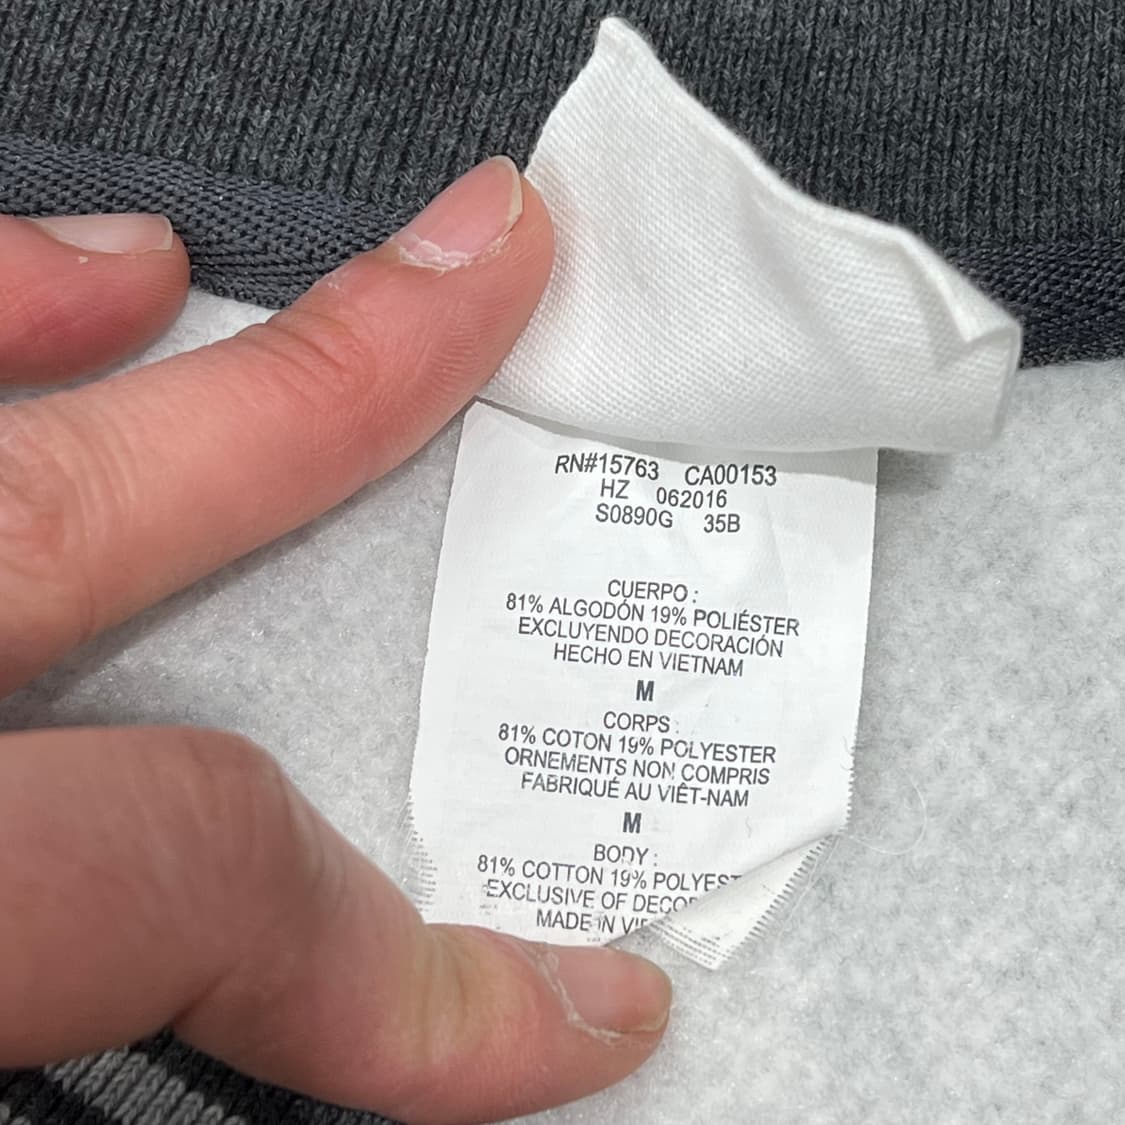 RN#15763 CA00153
HZ 062016
S0890G 35B
CUERPO :
81% ALGODÓN 19% POLIÉSTER
EXCLUYENDO DECORACIÓN
HECHO EN VIETNAM
M
CORPS :
81% COTON 19% POLYESTER
ORNEMENTS NON COMPRIS
FABRIQUÉ AU VIÊT-NAM
M
BODY :
81% COTTON 19%
EXCLUSIVE OF
MADE IN